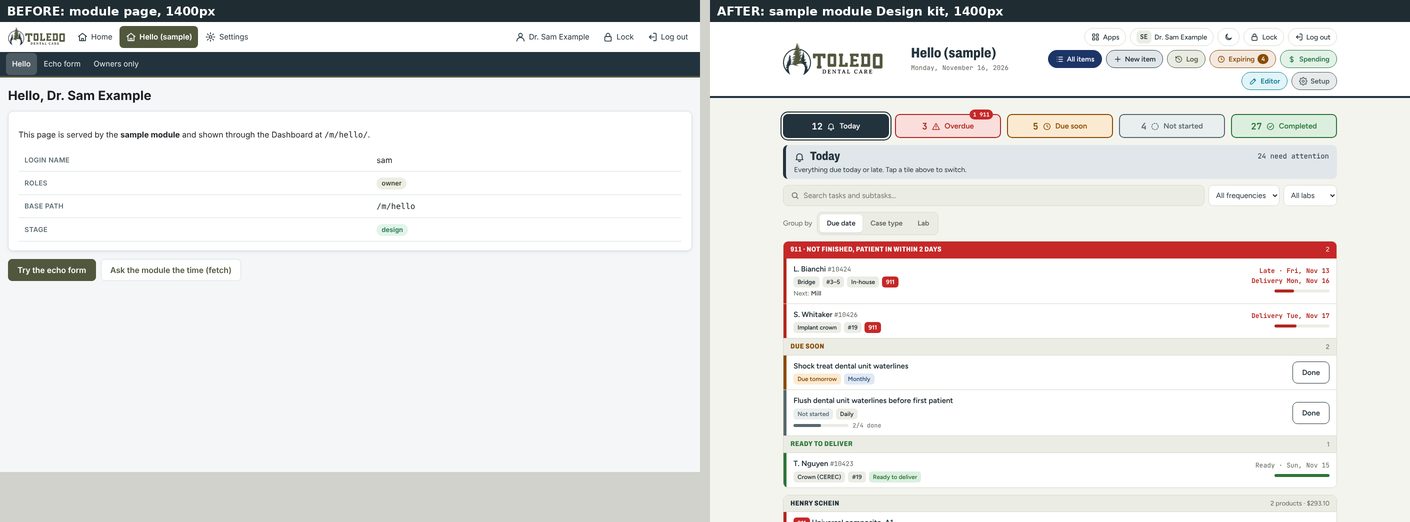 BEFORE: module page, 1400px
TOLEDO
DENTAL CARE
Home
Hello (sample)
Settings
Dr. Sam Example
Lock
Log out
Hello
Echo form
Owners only
Hello, Dr. Sam Example
This page is served by the sample module and shown through the Dashboard at /m/hello/.
LOGIN NAME sam
ROLES owner
BASE PATH /m/hello
STAGE design
Try the echo form
Ask the module the time (fetch)
AFTER: sample module Design kit, 1400px
TOLEDO
DENTAL CARE
Hello (sample)
Monday, November 16, 2026
Apps
SE Dr. Sam Example
Lock
Log out
All items
New item
Log
Expiring 4
Spending
Editor
Setup
12 Today
1 911
3 Overdue
5 Due soon
4 Not started
27 Completed
Today
24 need attention
Everything due today or late. Tap a tile above to switch.
Search tasks and subtasks…
All frequencies
All labs
Group by
Due date
Case type
Lab
911 · NOT FINISHED, PATIENT IN WITHIN 2 DAYS 2
L. Bianchi #10424
Late · Fri, Nov 13
Bridge #3–5 In-house 911
Delivery Mon, Nov 16
Next: Mill
S. Whitaker #10426
Delivery Tue, Nov 17
Implant crown #19 911
DUE SOON 2
Shock treat dental unit waterlines
Due tomorrow Monthly
Done
Flush dental unit waterlines before first patient
Not started Daily
Done
2/4 done
READY TO DELIVER 1
T. Nguyen #10423
Ready · Sun, Nov 15
Crown (CEREC) #19 Ready to deliver
HENRY SCHEIN 2 products · $293.10